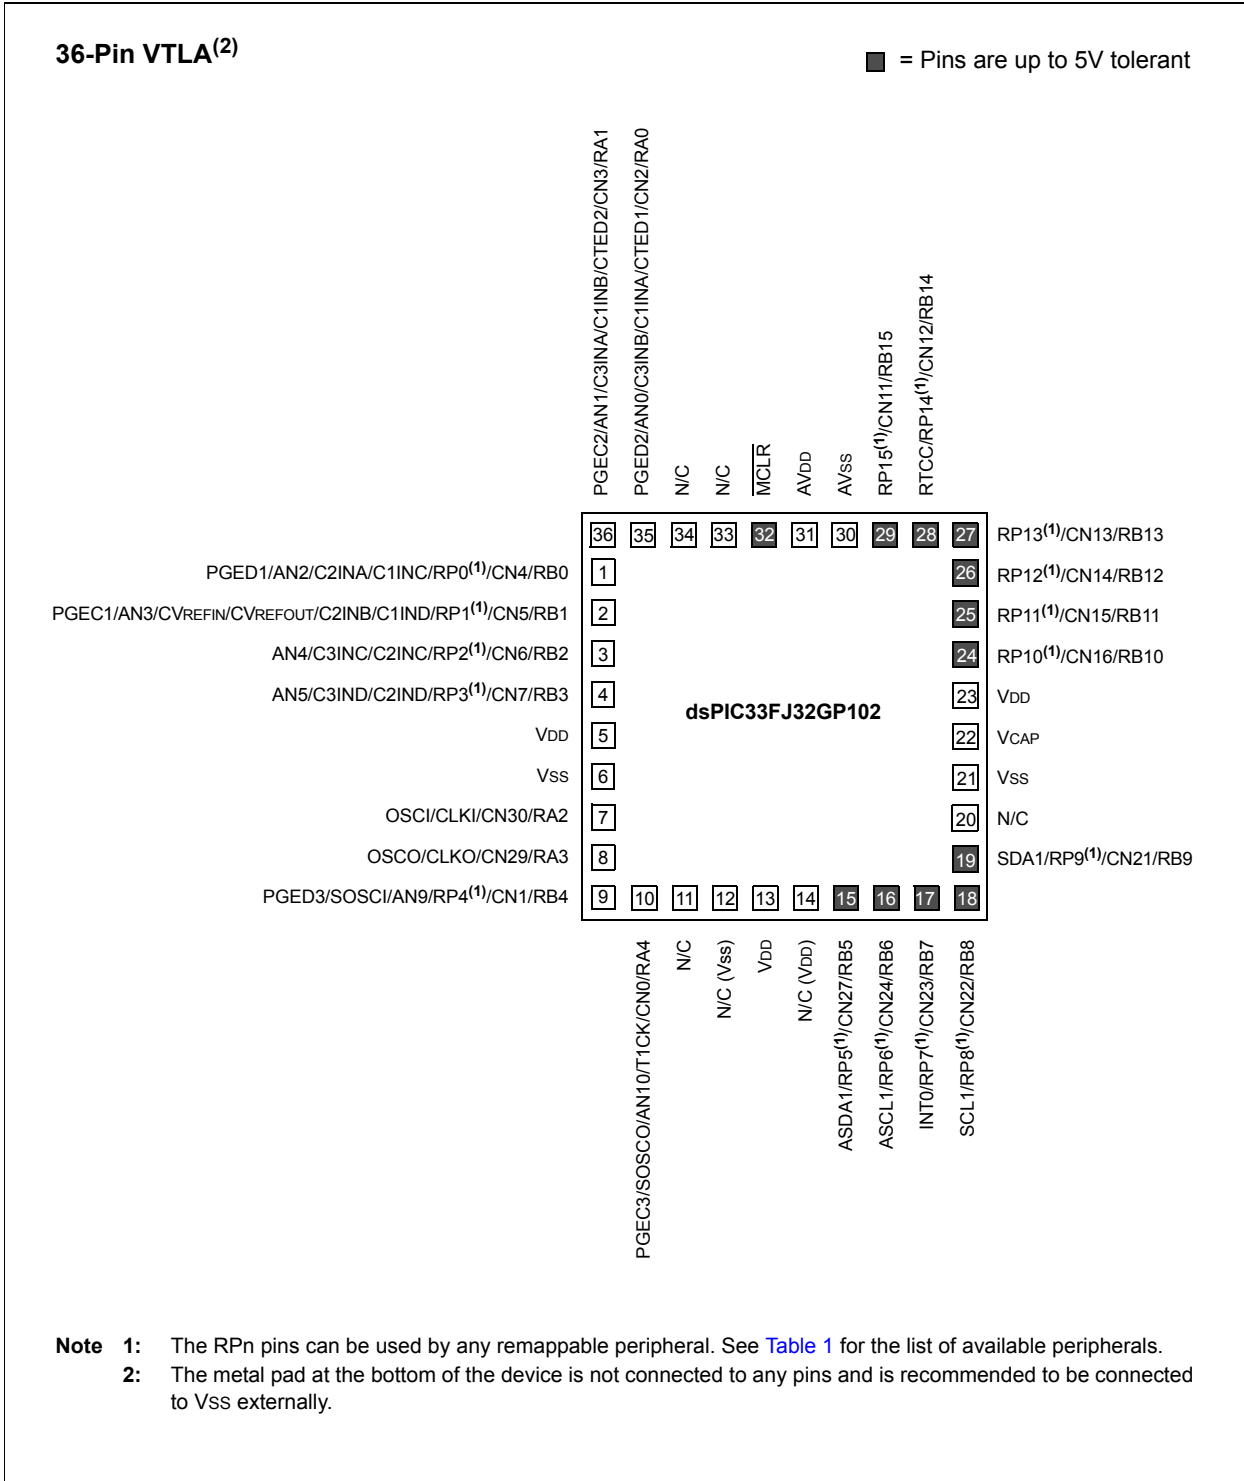 36-Pin VTLA(2)
= Pins are up to 5V tolerant
PGEC2/AN1/C3INA/C1INB/CTED2/CN3/RA1
PGED2/AN0/C3INB/C1INA/CTED1/CN2/RA0
N/C
N/C
MCLR
AVDD
AVSS
RP15(1)/CN11/RB15
RTCC/RP14(1)/CN12/RB14
36 35 34 33 32 31 30 29 28 27 RP13(1)/CN13/RB13
PGED1/AN2/C2INA/C1INC/RP0(1)/CN4/RB0 1 26 RP12(1)/CN14/RB12
PGEC1/AN3/CVREFIN/CVREFOUT/C2INB/C1IND/RP1(1)/CN5/RB1 2 25 RP11(1)/CN15/RB11
AN4/C3INC/C2INC/RP2(1)/CN6/RB2 3 24 RP10(1)/CN16/RB10
AN5/C3IND/C2IND/RP3(1)/CN7/RB3 4 23 VDD
dsPIC33FJ32GP102
VDD 5 22 VCAP
VSS 6 21 VSS
OSCI/CLKI/CN30/RA2 7 20 N/C
OSCO/CLKO/CN29/RA3 8 19 SDA1/RP9(1)/CN21/RB9
PGED3/SOSCI/AN9/RP4(1)/CN1/RB4 9 10 11 12 13 14 15 16 17 18
PGEC3/SOSCO/AN10/T1CK/CN0/RA4
N/C
N/C (Vss)
VDD
N/C (VDD)
ASDA1/RP5(1)/CN27/RB5
ASCL1/RP6(1)/CN24/RB6
INT0/RP7(1)/CN23/RB7
SCL1/RP8(1)/CN22/RB8
Note 1: The RPn pins can be used by any remappable peripheral. See Table 1 for the list of available peripherals.
2: The metal pad at the bottom of the device is not connected to any pins and is recommended to be connected
to VSS externally.